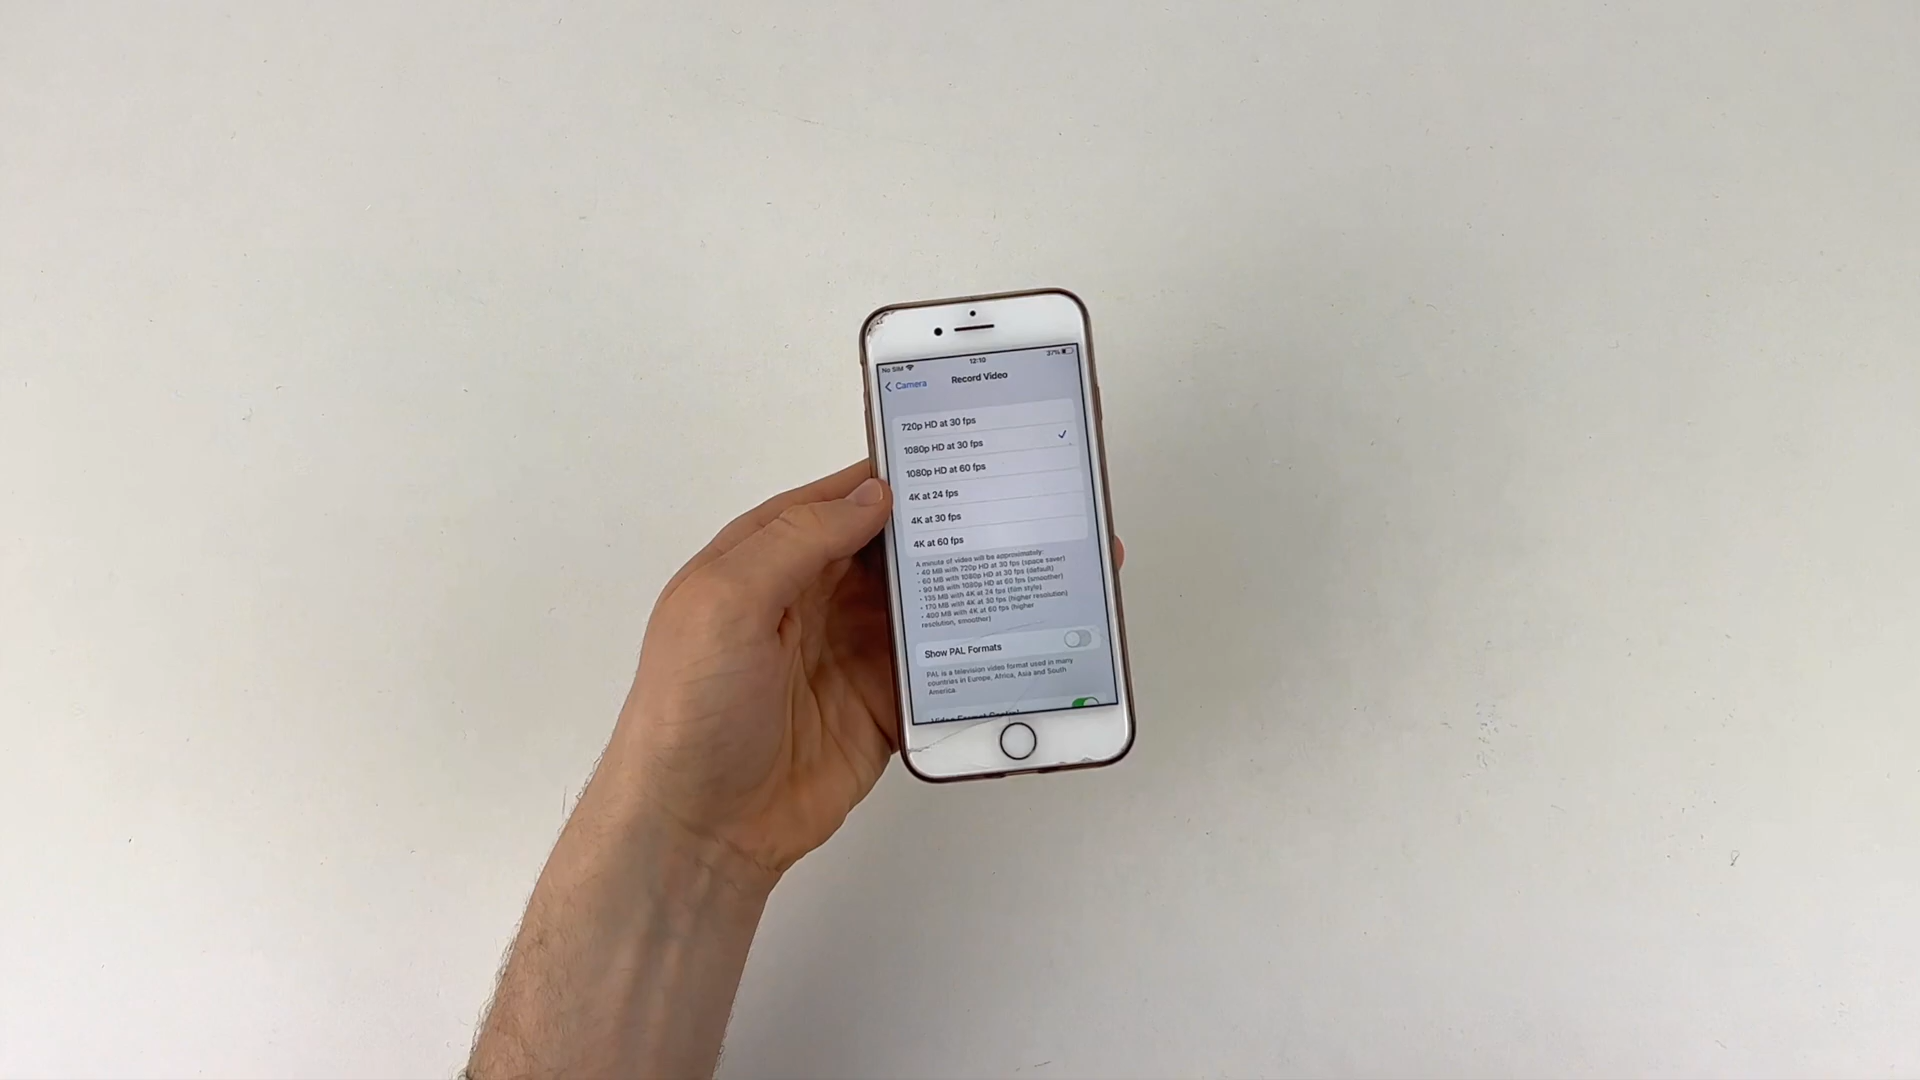 No SIM
12:10
37%
Camera
Record Video
720p HD at 30 fps
1080p HD at 30 fps
1080p HD at 60 fps
4K at 24 fps
4K at 30 fps
4K at 60 fps
A minute of video will be approximately:
• 40 MB with 720p HD at 30 fps (space saver)
• 60 MB with 1080p HD at 30 fps (default)
• 90 MB with 1080p HD at 60 fps (smoother)
• 135 MB with 4K at 24 fps (film style)
• 170 MB with 4K at 30 fps (higher resolution)
• 400 MB with 4K at 60 fps (higher
resolution, smoother)
Show PAL Formats
PAL is a television video format used in many
countries in Europe, Africa, Asia and South
America.
Video Format Control